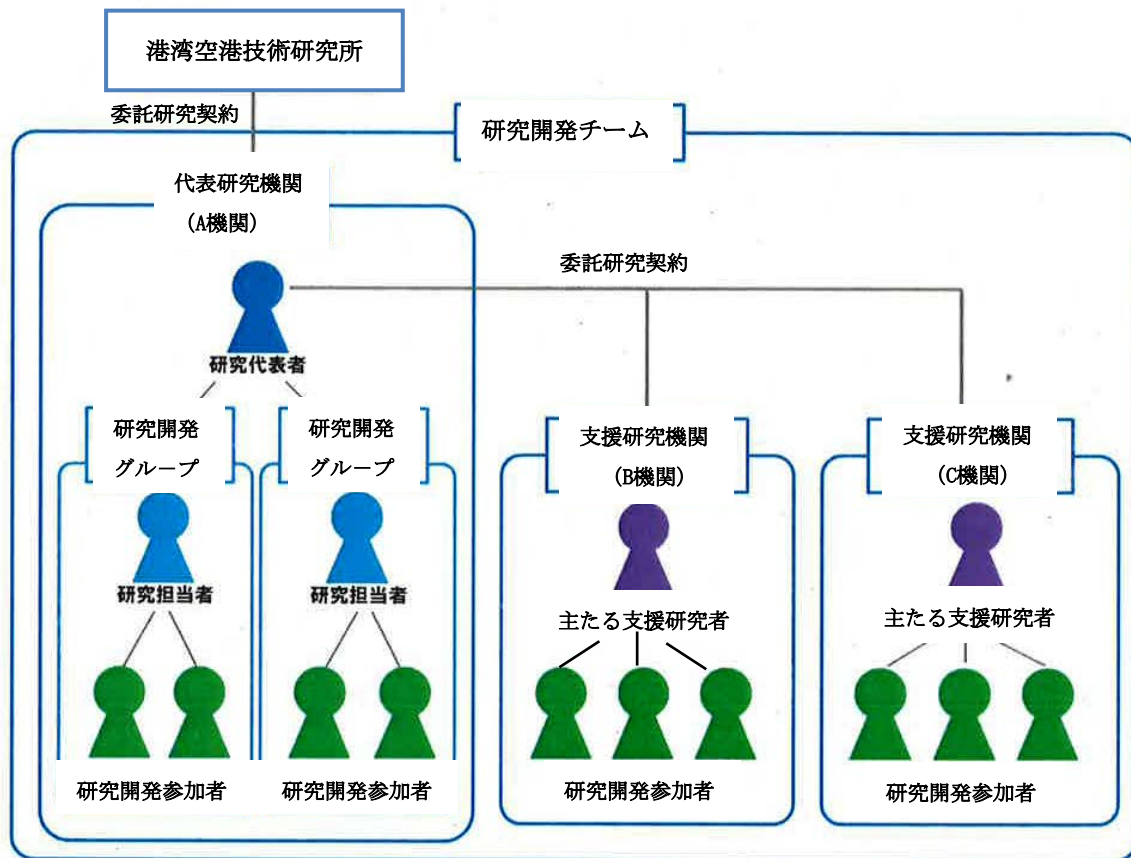 港湾空港技術研究所
委託研究契約
研究開発チーム
代表研究機関
(A機関)
委託研究契約
研究代表者
研究開発
グループ
研究開発
グループ
支援研究機関
(B機関)
支援研究機関
(C機関)
研究担当者
研究担当者
主たる支援研究者
主たる支援研究者
研究開発参加者
研究開発参加者
研究開発参加者
研究開発参加者